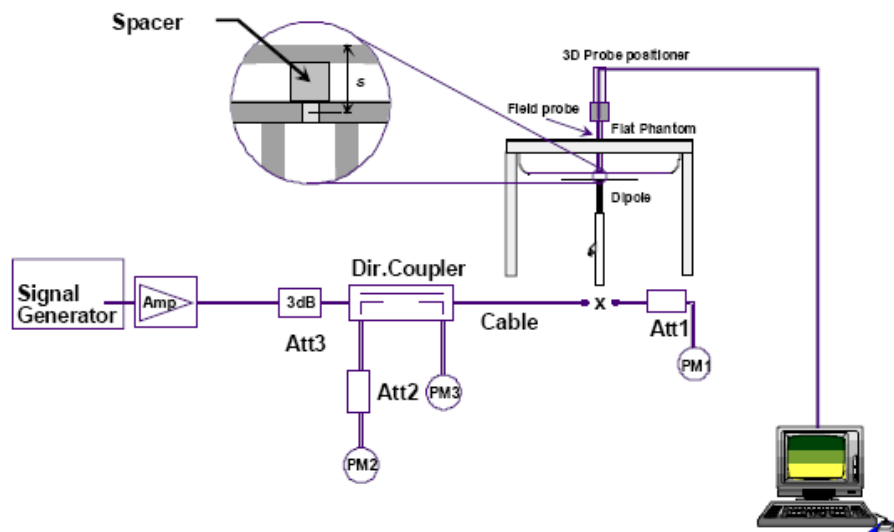 Spacer
s
3D Probe positioner
Field probe
Flat Phantom
Dipole
Signal
Generator
Amp
3dB
Att3
Dir.Coupler
Cable
x
Att1
PM1
Att2
PM3
PM2